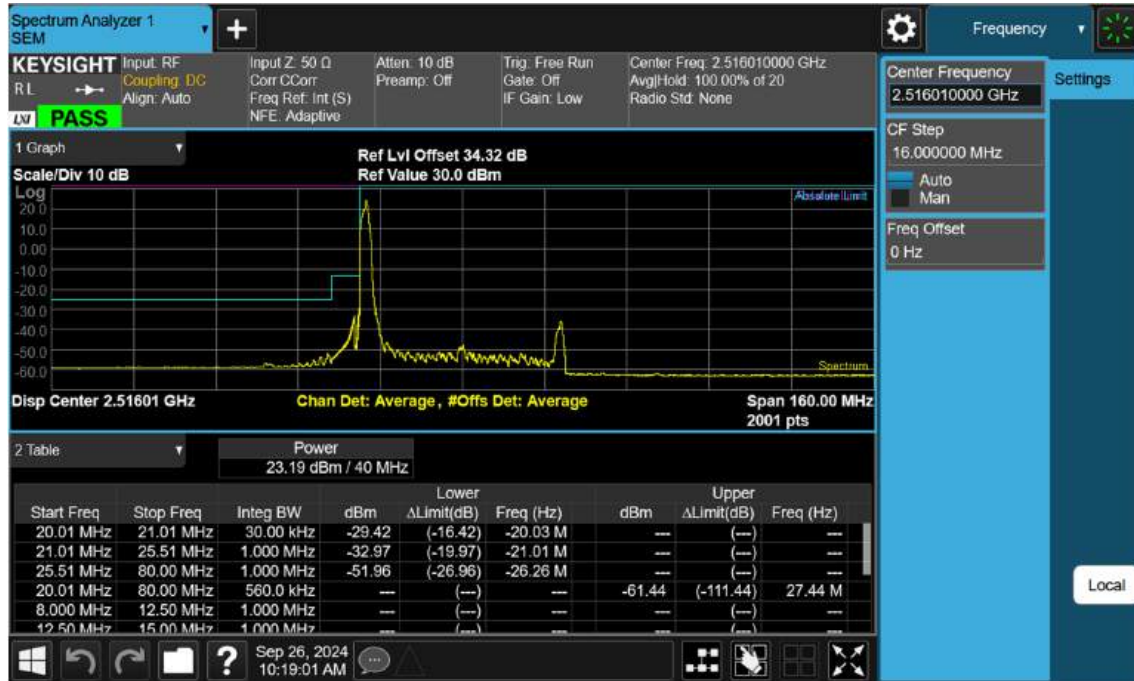 Spectrum Analyzer 1
SEM
+
Frequency
KEYSIGHT
RL
LXI PASS
Input: RF
Coupling: DC
Align: Auto
Input Z: 50 Ω
Corr CCorr
Freq Ref: Int (S)
NFE: Adaptive
Atten: 10 dB
Preamp: Off
Trig: Free Run
Gate: Off
IF Gain: Low
Center Freq: 2.516010000 GHz
Avg|Hold: 100.00% of 20
Radio Std: None
Center Frequency
2.516010000 GHz
Settings
CF Step
16.000000 MHz
Auto
Man
Freq Offset
0 Hz
Local
1 Graph
Scale/Div 10 dB
Ref Lvl Offset 34.32 dB
Ref Value 30.0 dBm
Log
Absolute Limit
20.0
10.0
0.00
-10.0
-20.0
-30.0
-40.0
-50.0
-60.0
Spectrum
Disp Center 2.51601 GHz
Chan Det: Average , #Offs Det: Average
Span 160.00 MHz
2001 pts
2 Table
Power
23.19 dBm / 40 MHz
Lower Upper
Start Freq Stop Freq Integ BW dBm ΔLimit(dB) Freq (Hz) dBm ΔLimit(dB) Freq (Hz)
20.01 MHz 21.01 MHz 30.00 kHz -29.42 (-16.42) -20.03 M --- (---) ---
21.01 MHz 25.51 MHz 1.000 MHz -32.97 (-19.97) -21.01 M --- (---) ---
25.51 MHz 80.00 MHz 1.000 MHz -51.96 (-26.96) -26.26 M --- (---) ---
20.01 MHz 80.00 MHz 560.0 kHz --- (---) --- -61.44 (-111.44) 27.44 M
8.000 MHz 12.50 MHz 1.000 MHz --- (---) --- --- (---) ---
12.50 MHz 15.00 MHz 1.000 MHz --- (---) --- --- (---) ---
?
Sep 26, 2024
10:19:01 AM